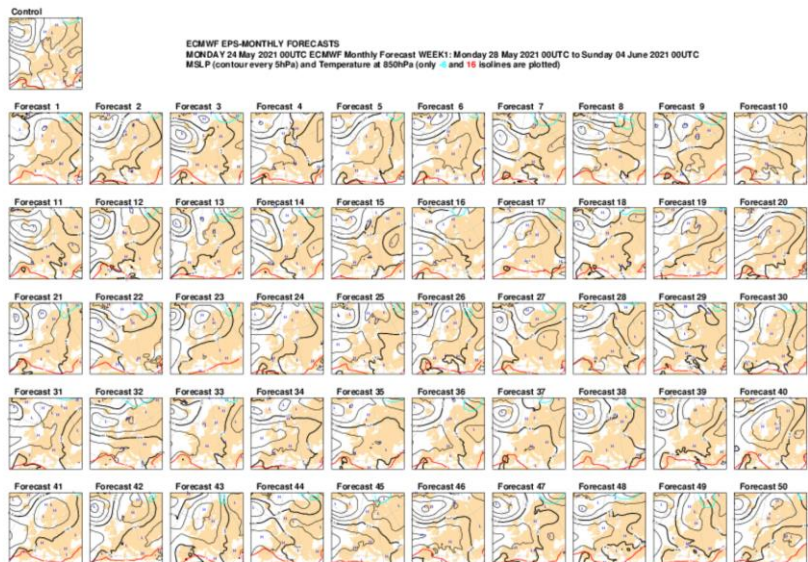 Control
ECMWF EPS-MONTHLY FORECASTS
MONDAY 24 May 2021 00UTC ECMWF Monthly Forecast WEEK1: Monday 28 May 2021 00UTC to Sunday 04 June 2021 00UTC
MSLP (contour every 5hPa) and Temperature at 850hPa (only and 16 isolines are plotted)
Forecast 1 Forecast 2 Forecast 3 Forecast 4 Forecast 5 Forecast 6 Forecast 7 Forecast 8 Forecast 9 Forecast 10
Forecast 11 Forecast 12 Forecast 13 Forecast 14 Forecast 15 Forecast 16 Forecast 17 Forecast 18 Forecast 19 Forecast 20
Forecast 21 Forecast 22 Forecast 23 Forecast 24 Forecast 25 Forecast 26 Forecast 27 Forecast 28 Forecast 29 Forecast 30
Forecast 31 Forecast 32 Forecast 33 Forecast 34 Forecast 35 Forecast 36 Forecast 37 Forecast 38 Forecast 39 Forecast 40
Forecast 41 Forecast 42 Forecast 43 Forecast 44 Forecast 45 Forecast 46 Forecast 47 Forecast 48 Forecast 49 Forecast 50